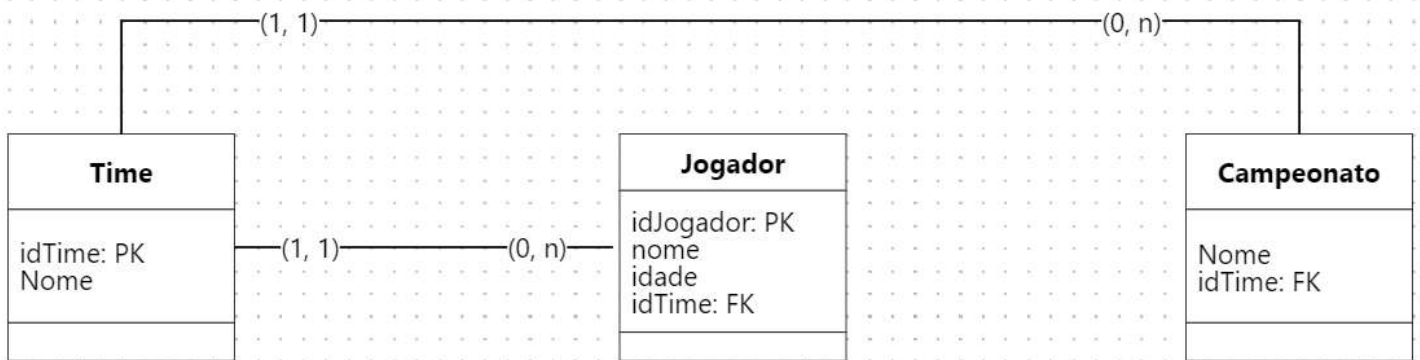 (1, 1)
(0, n)
Time
idTime: PK
Nome
(1, 1)
(0, n)
Jogador
idJogador: PK
nome
idade
idTime: FK
Campeonato
Nome
idTime: FK